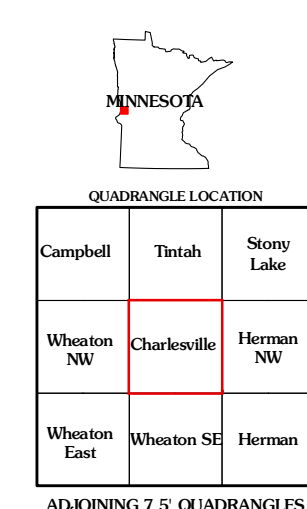 MINNESOTA
QUADRANGLE LOCATION
Campbell
Tintah
Stony
Lake
Wheaton
NW
Charlesville
Herman
NW
Wheaton
East
Wheaton SE
Herman
ADJOINING 7.5' QUADRANGLES